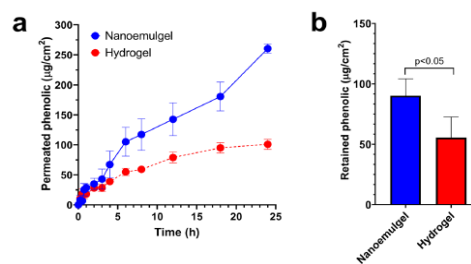 a
Nanoemulgel
Hydrogel
Permeated phenolic (μg/cm²)
300
250
200
150
100
50
0
0 5 10 15 20 25
Time (h)
b
Retained phenolic (μg/cm²)
150
100
50
0
p<0.05
Nanoemulgel
Hydrogel